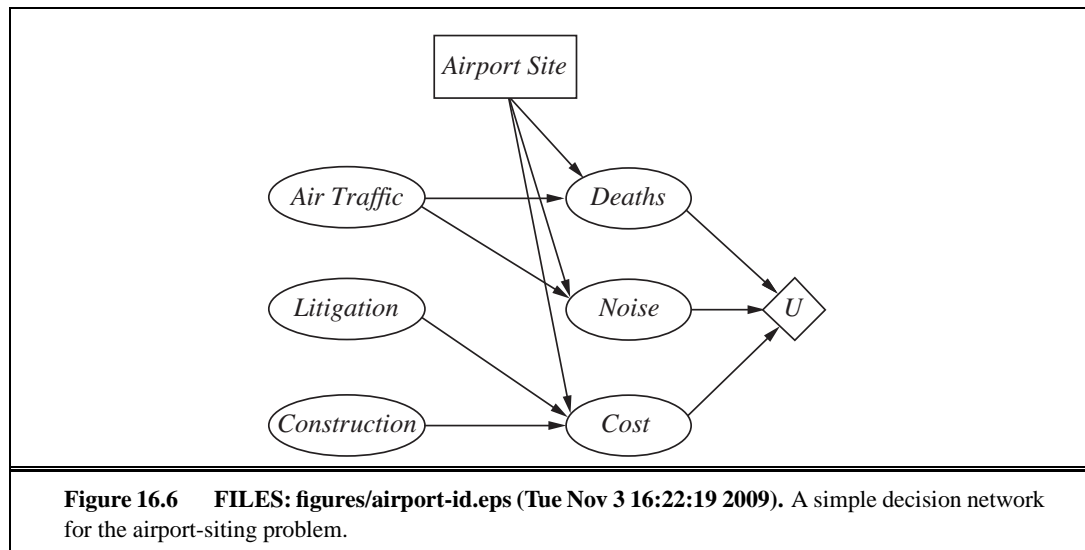 Airport Site
Air Traffic
Deaths
Litigation
Noise
U
Construction
Cost
Figure 16.6 FILES: figures/airport-id.eps (Tue Nov 3 16:22:19 2009). A simple decision network
for the airport-siting problem.